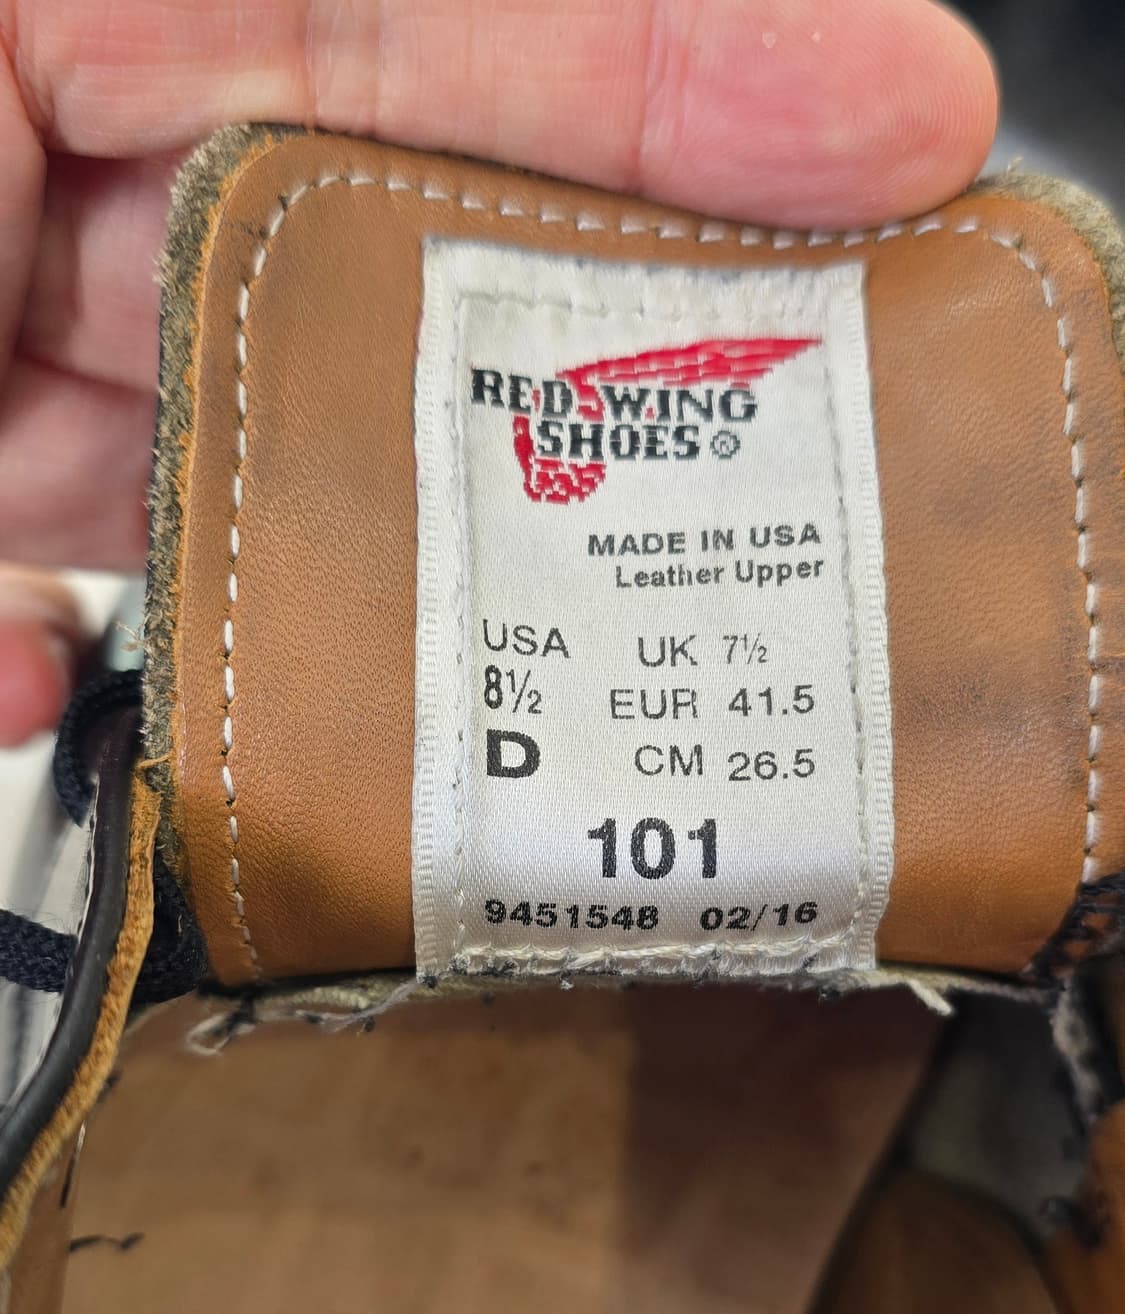 RED WING
SHOES®
MADE IN USA
Leather Upper
USA UK 7½
8½ EUR 41.5
D CM 26.5
101
9451548 02/16